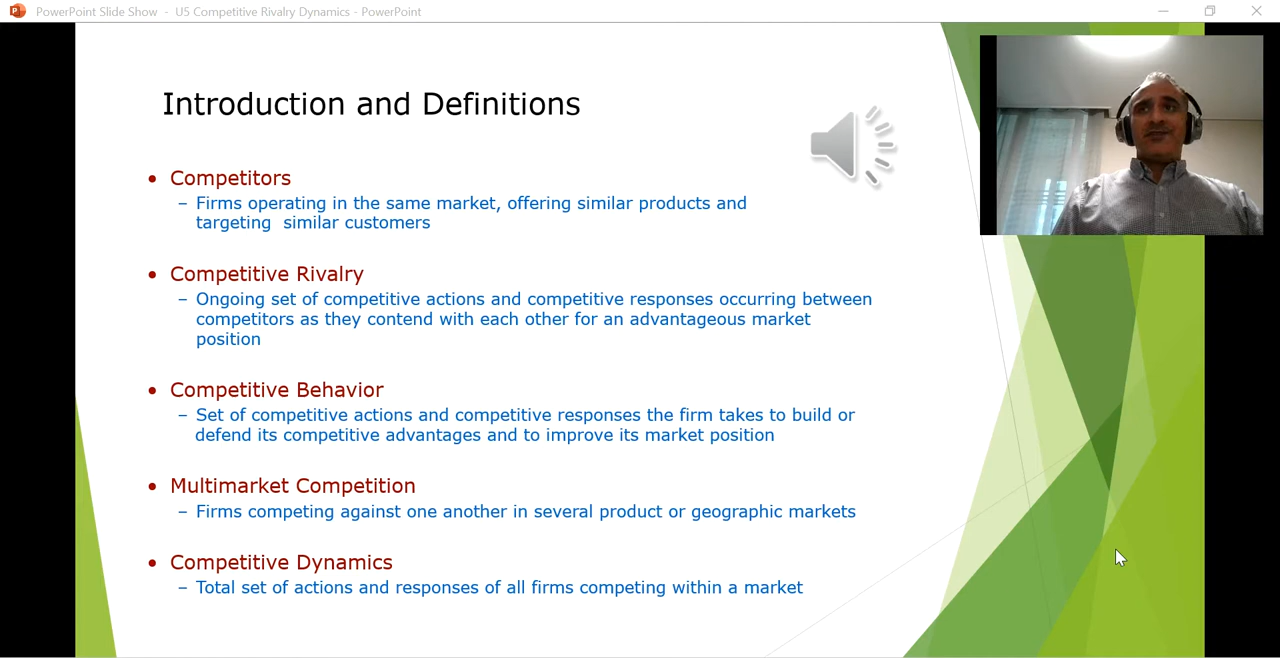 PowerPoint Slide Show - U5 Competitive Rivalry Dynamics - PowerPoint
Introduction and Definitions
• Competitors
– Firms operating in the same market, offering similar products and
targeting  similar customers
• Competitive Rivalry
– Ongoing set of competitive actions and competitive responses occurring between
competitors as they contend with each other for an advantageous market
position
• Competitive Behavior
– Set of competitive actions and competitive responses the firm takes to build or
defend its competitive advantages and to improve its market position
• Multimarket Competition
– Firms competing against one another in several product or geographic markets
• Competitive Dynamics
– Total set of actions and responses of all firms competing within a market